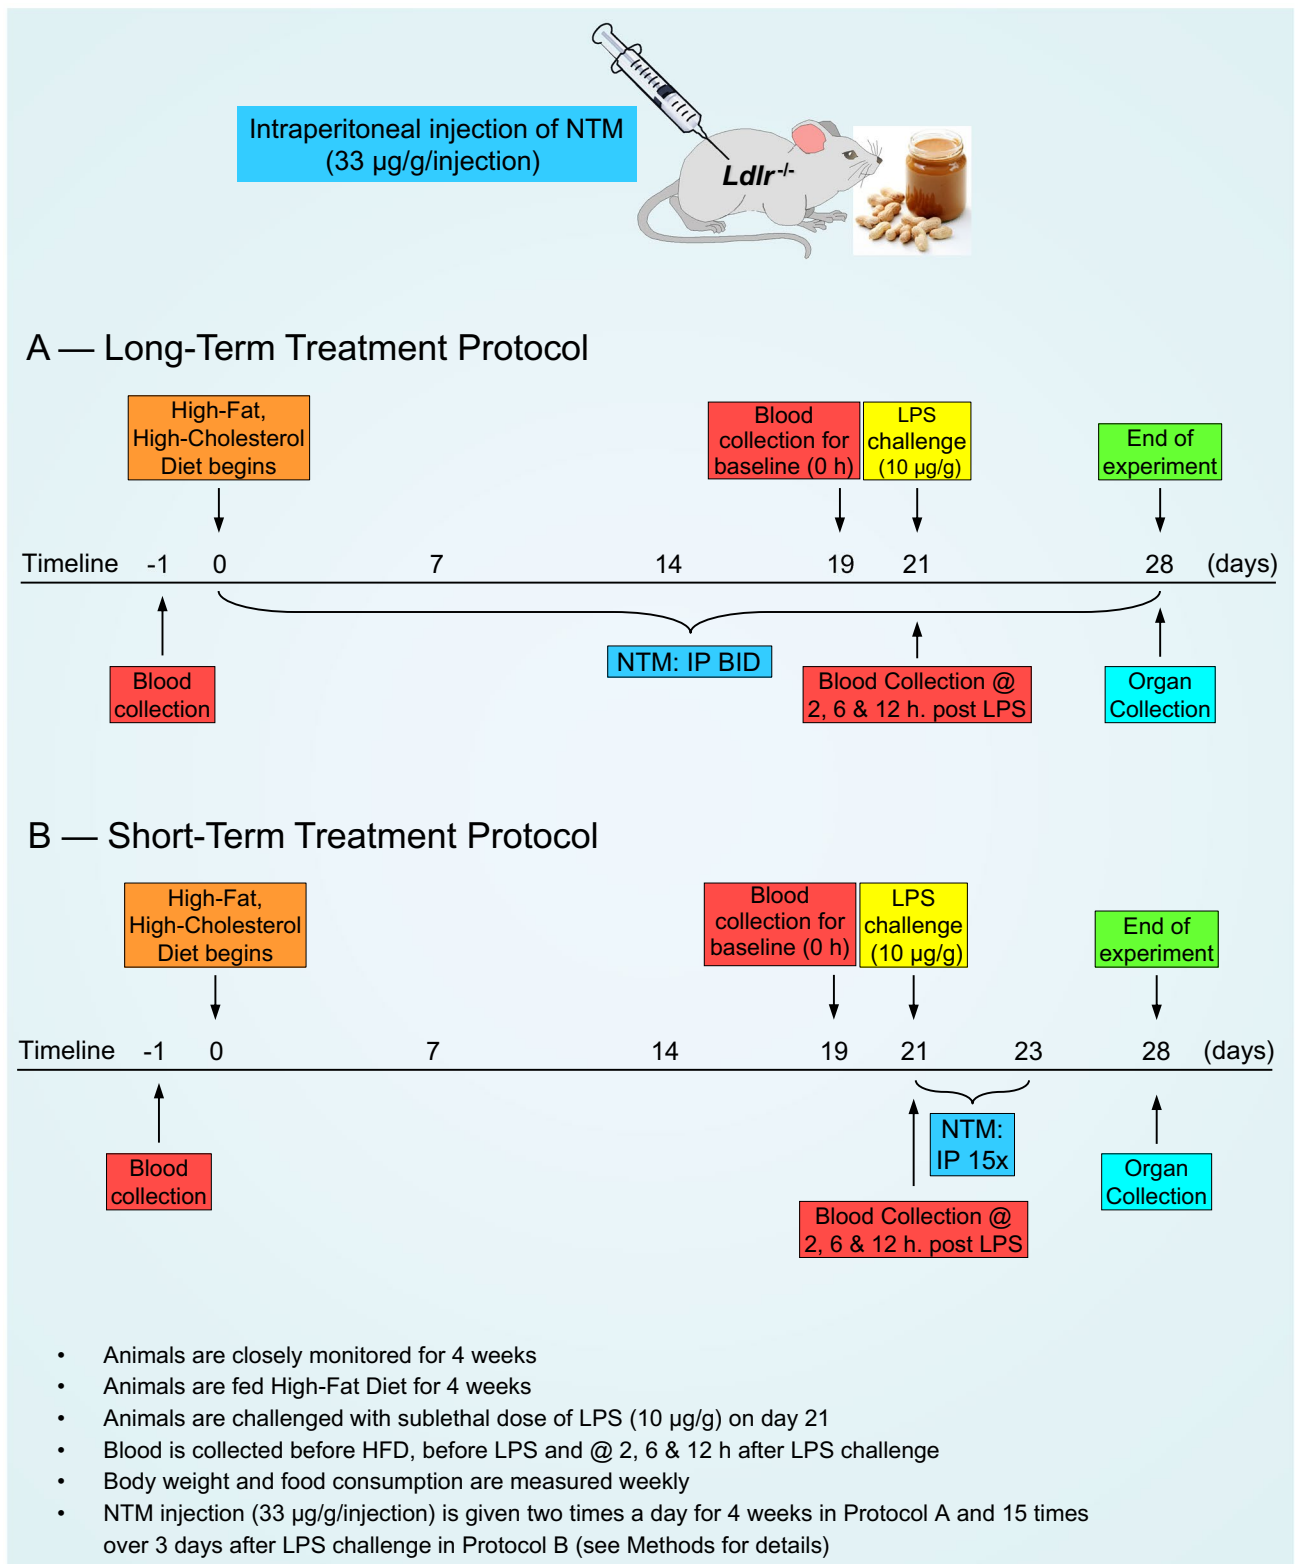 Intraperitoneal injection of NTM
(33 µg/g/injection)
Ldlr-/-
A — Long-Term Treatment Protocol
High-Fat,
High-Cholesterol
Diet begins
Blood
collection for
baseline (0 h)
LPS
challenge
(10 µg/g)
End of
experiment
Timeline -1 0 7 14 19 21 28 (days)
NTM: IP BID
Blood
collection
Blood Collection @
2, 6 & 12 h. post LPS
Organ
Collection
B — Short-Term Treatment Protocol
High-Fat,
High-Cholesterol
Diet begins
Blood
collection for
baseline (0 h)
LPS
challenge
(10 µg/g)
End of
experiment
Timeline -1 0 7 14 19 21 23 28 (days)
NTM:
IP 15x
Blood
collection
Organ
Collection
Blood Collection @
2, 6 & 12 h. post LPS
• Animals are closely monitored for 4 weeks
• Animals are fed High-Fat Diet for 4 weeks
• Animals are challenged with sublethal dose of LPS (10 µg/g) on day 21
• Blood is collected before HFD, before LPS and @ 2, 6 & 12 h after LPS challenge
• Body weight and food consumption are measured weekly
• NTM injection (33 µg/g/injection) is given two times a day for 4 weeks in Protocol A and 15 times
over 3 days after LPS challenge in Protocol B (see Methods for details)